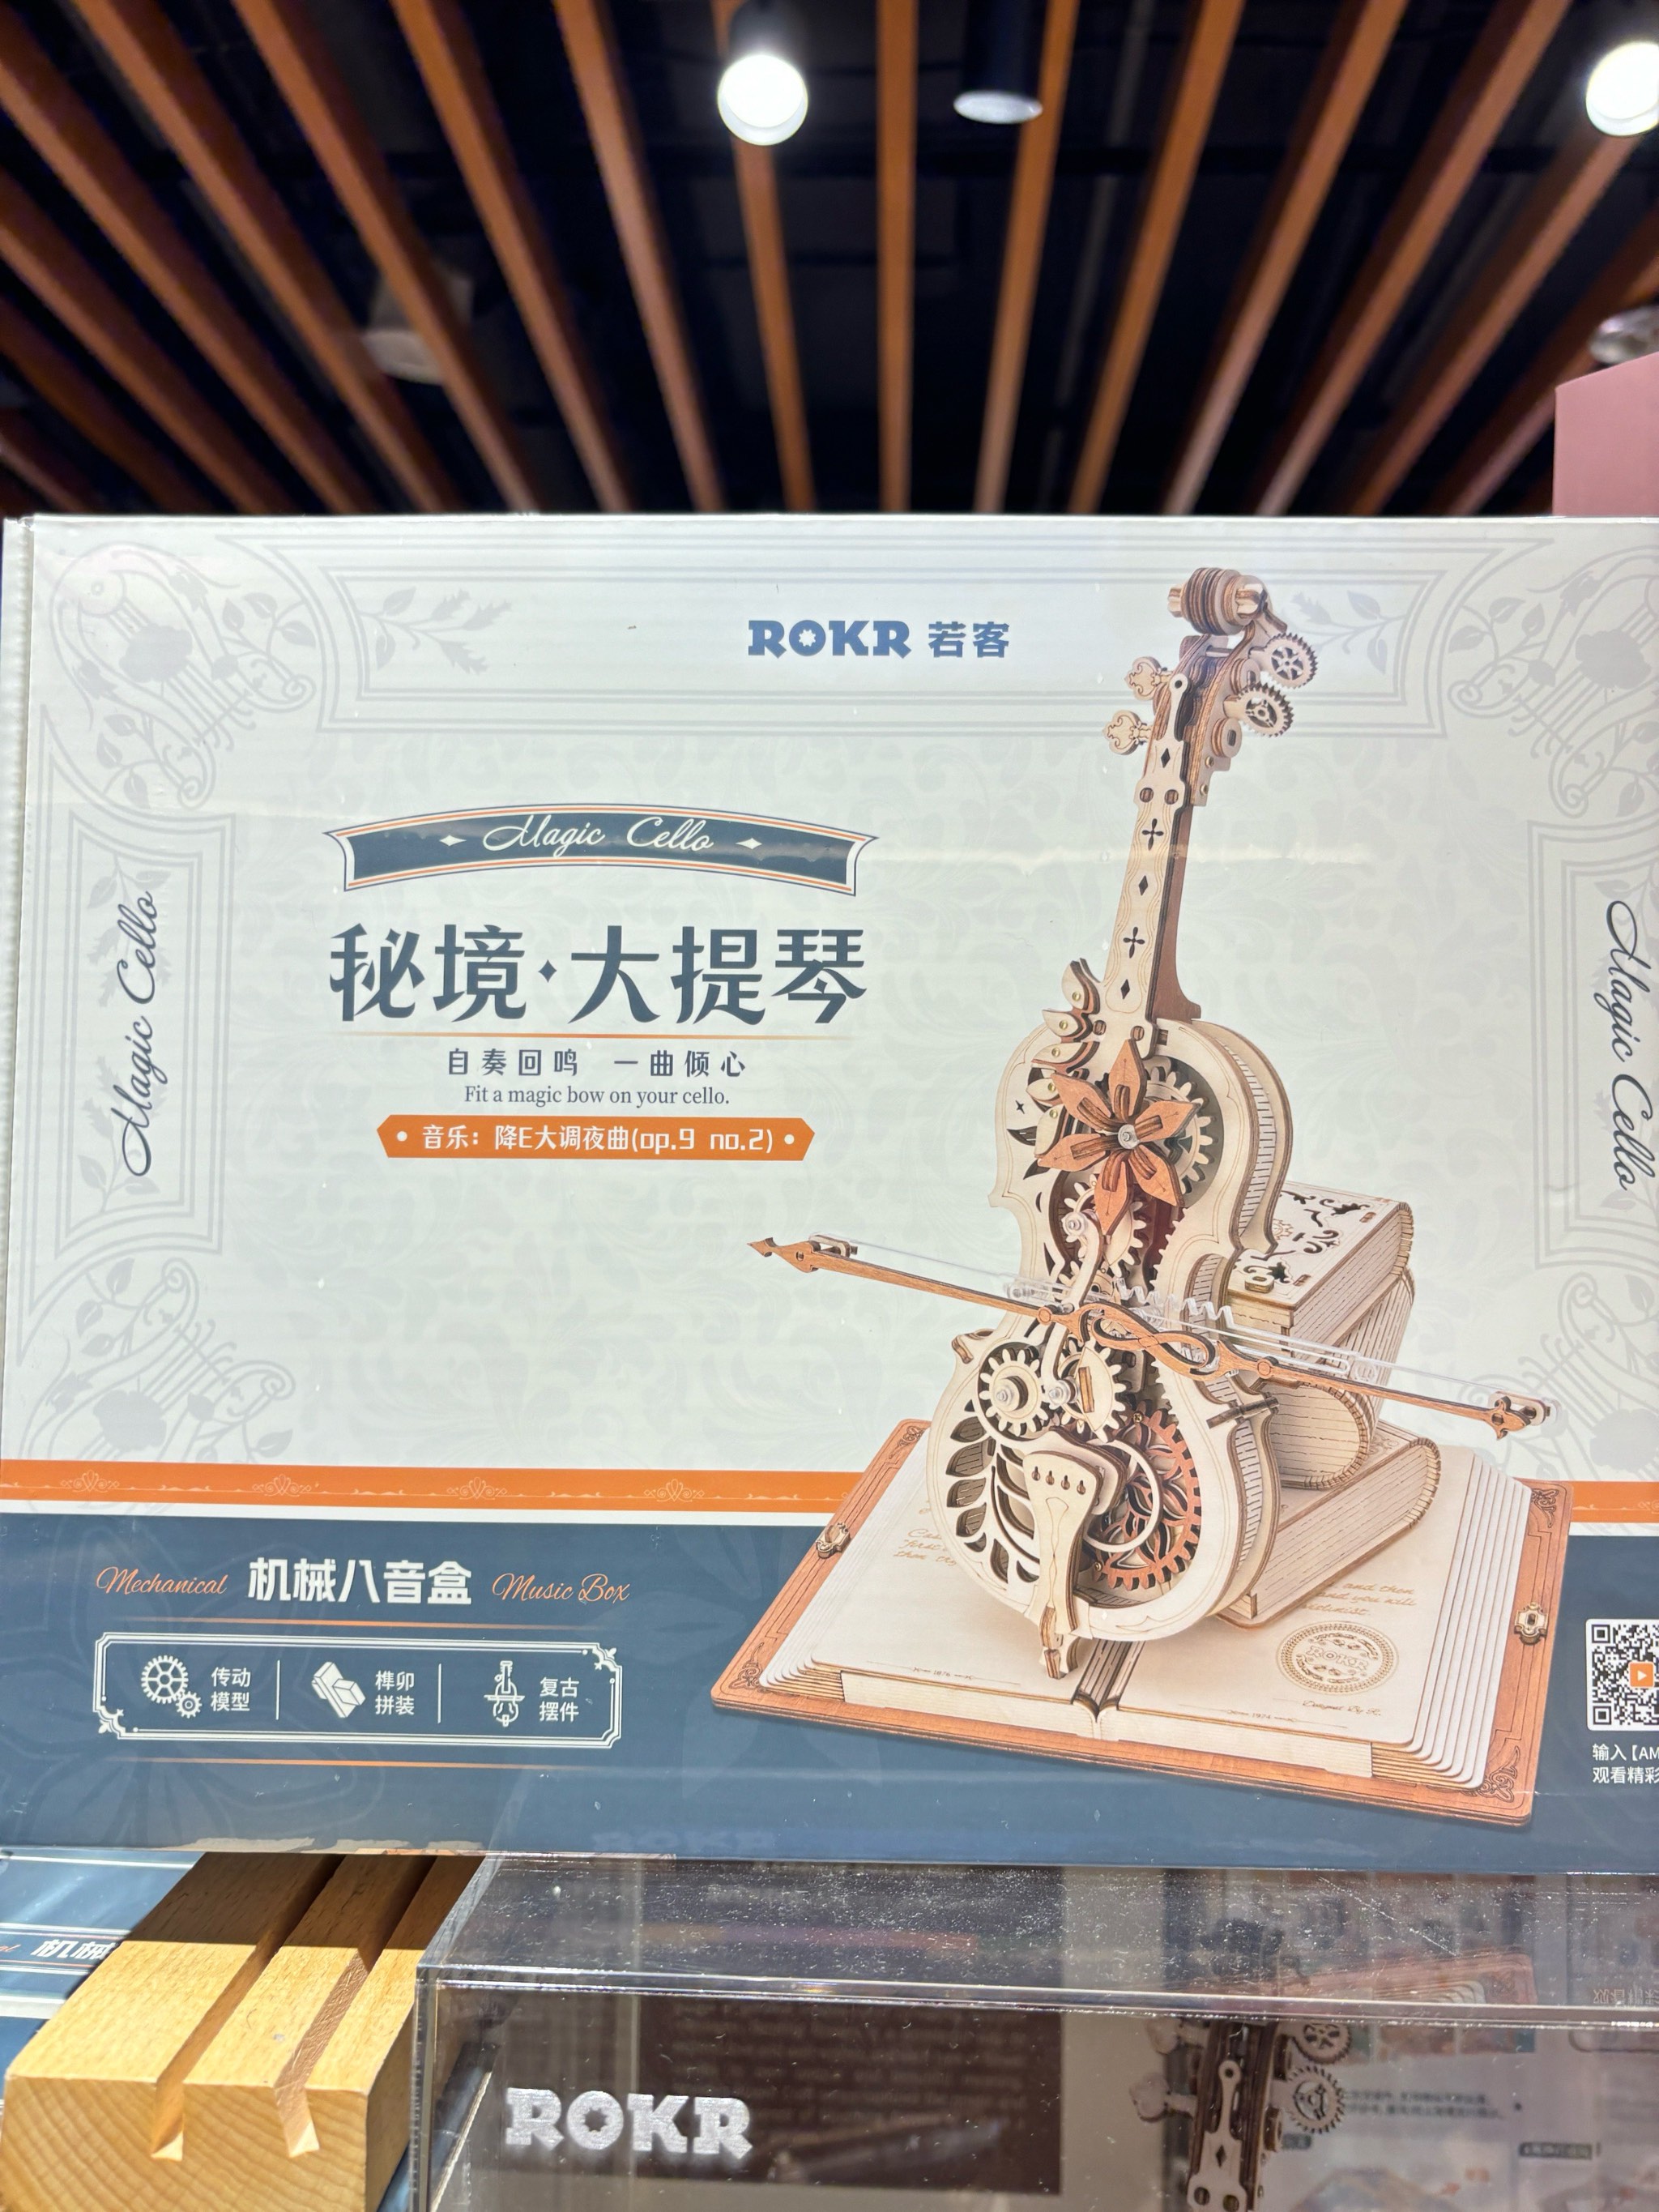 ROKR 若客
Magic Cello
秘境·大提琴
自奏回鸣 一曲倾心
Fit a magic bow on your cello.
音乐：降E大调夜曲(op.9 no.2)
Magic Cello
Magic Cello
Mechanical 机械八音盒 Music Box
传动
模型
榫卯
拼装
复古
摆件
输入【AM
观看精彩
机械
ROKR